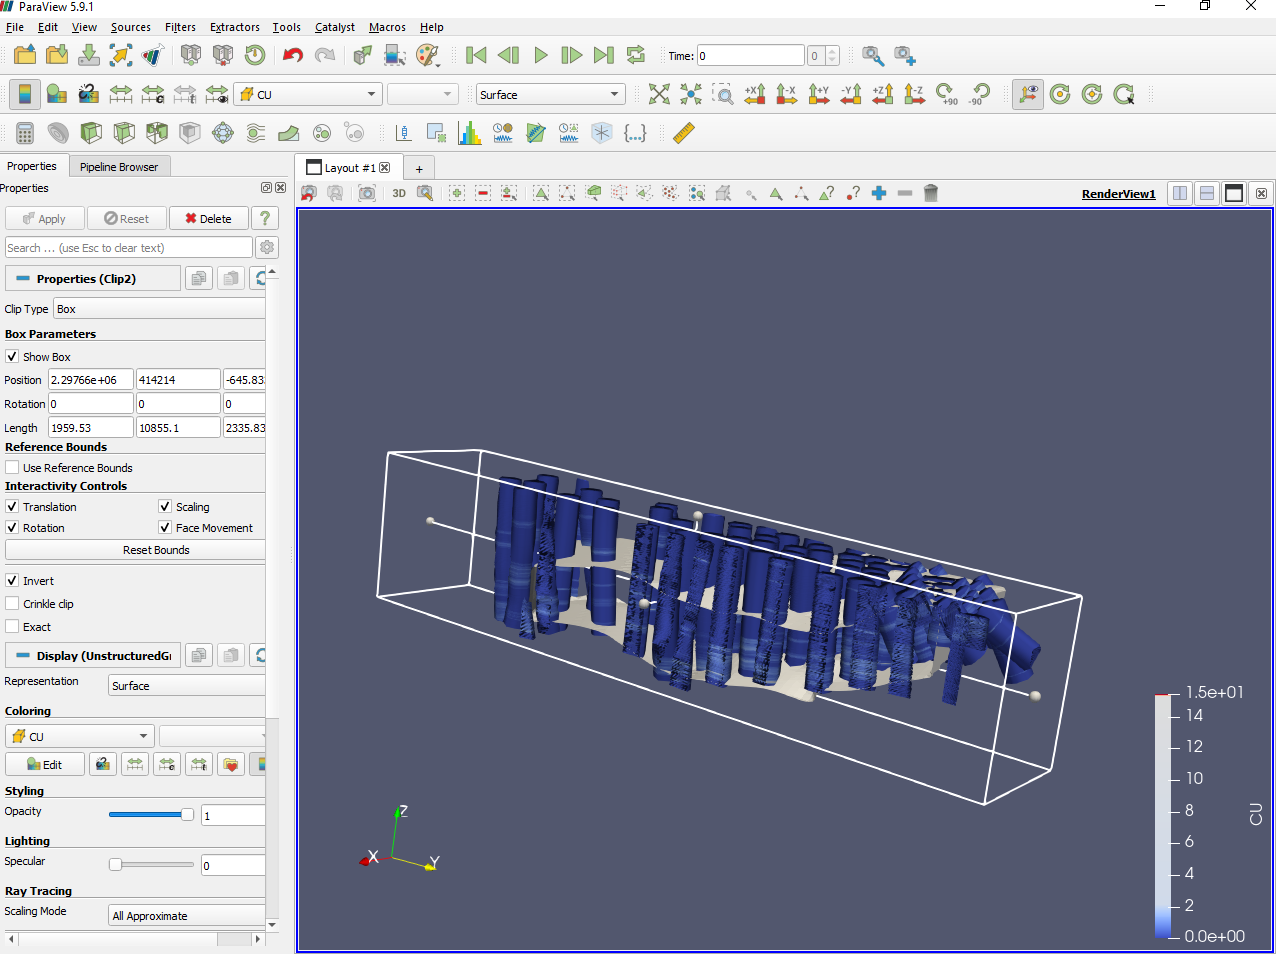 ParaView 5.9.1
File Edit View Sources Filters Extractors Tools Catalyst Macros Help
Time: 0 0
CU Surface +X -X +Y -Y +Z -Z +90 -90
Properties Pipeline Browser Layout #1 +
Properties 3D RenderView1
Apply Reset Delete ?
Search ... (use Esc to clear text)
Properties (Clip2)
Clip Type Box
Box Parameters
Show Box
Position 2.29766e+06 414214 -645.83
Rotation 0 0 0
Length 1959.53 10855.1 2335.83
Reference Bounds
Use Reference Bounds
Interactivity Controls
Translation Scaling
Rotation Face Movement
Reset Bounds
Invert
Crinkle clip
Exact
Display (UnstructuredGr
Representation Surface
Coloring
CU
Edit
Styling
Opacity 1
Lighting
Specular 0
Ray Tracing
Scaling Mode All Approximate
Z
X
Y
1.5e+01
14
12
10
8
6
4
2
0.0e+00
CU